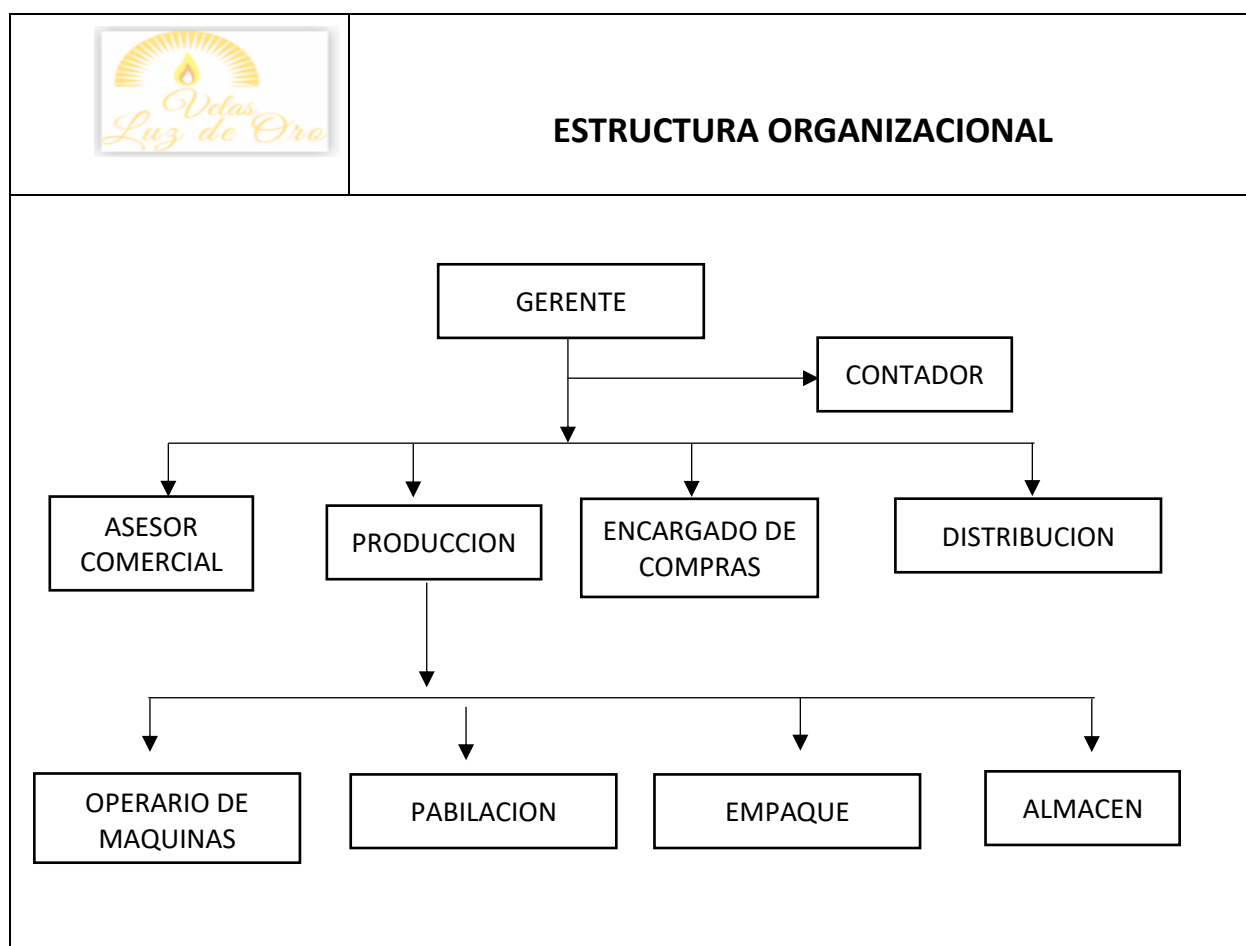 Velas
Luz de Oro
ESTRUCTURA ORGANIZACIONAL
GERENTE
CONTADOR
ASESOR
COMERCIAL
PRODUCCION
ENCARGADO DE
COMPRAS
DISTRIBUCION
OPERARIO DE
MAQUINAS
PABILACION
EMPAQUE
ALMACEN